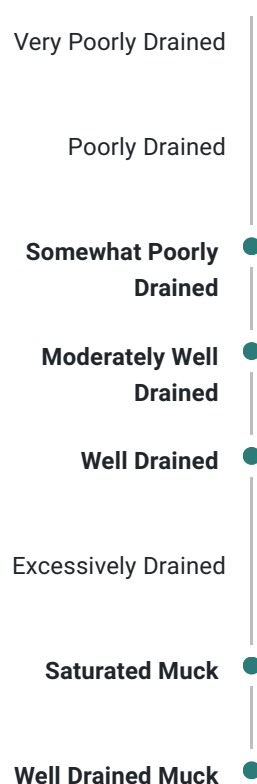 Very Poorly Drained
Poorly Drained
Somewhat Poorly
Drained
Moderately Well
Drained
Well Drained
Excessively Drained
Saturated Muck
Well Drained Muck